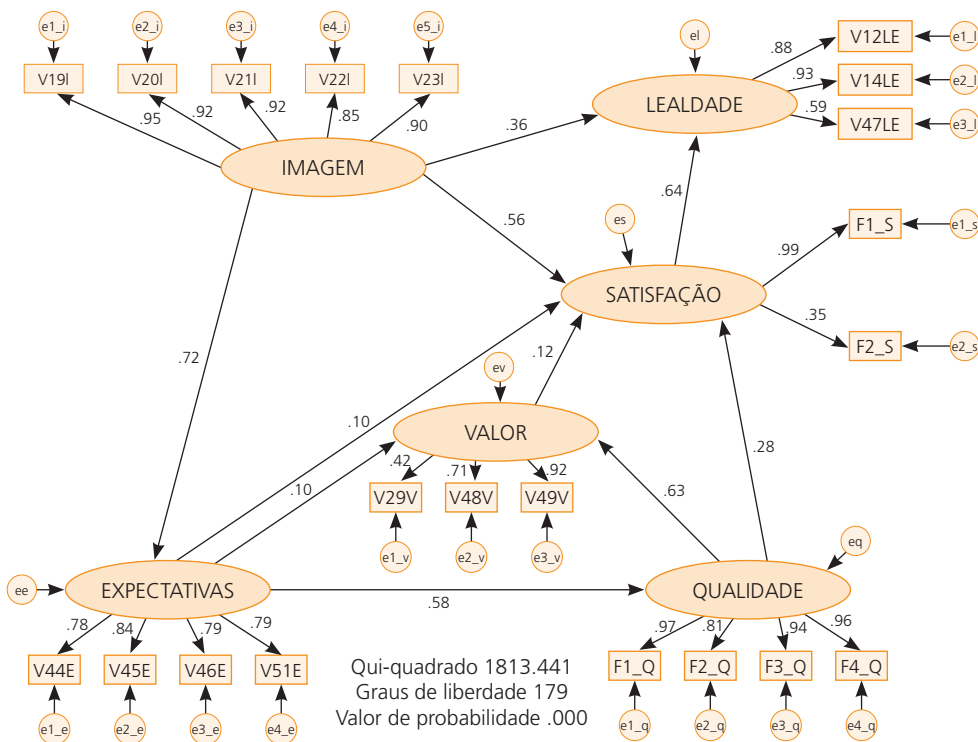 e1_i e2_i e3_i e4_i e5_i
V19I V20I V21I V22I V23I
.95 .92 .92 .85 .90
IMAGEM
el
LEALDADE
.88 V12LE e1_l
.93 V14LE e2_l
.59 V47LE e3_l
.36
.56
.64
es
SATISFAÇÃO
.99 F1_S e1_s
.35 F2_S e2_s
.72
.10
.12
ev
VALOR
.42 .71 .92
V29V V48V V49V
e1_v e2_v e3_v
.10
.63
.28
ee
EXPECTATIVAS
.58
eq
QUALIDADE
.78 .84 .79 .79
V44E V45E V46E V51E
e1_e e2_e e3_e e4_e
.97 .81 .94 .96
F1_Q F2_Q F3_Q F4_Q
e1_q e2_q e3_q e4_q
Qui-quadrado 1813.441
Graus de liberdade 179
Valor de probabilidade .000